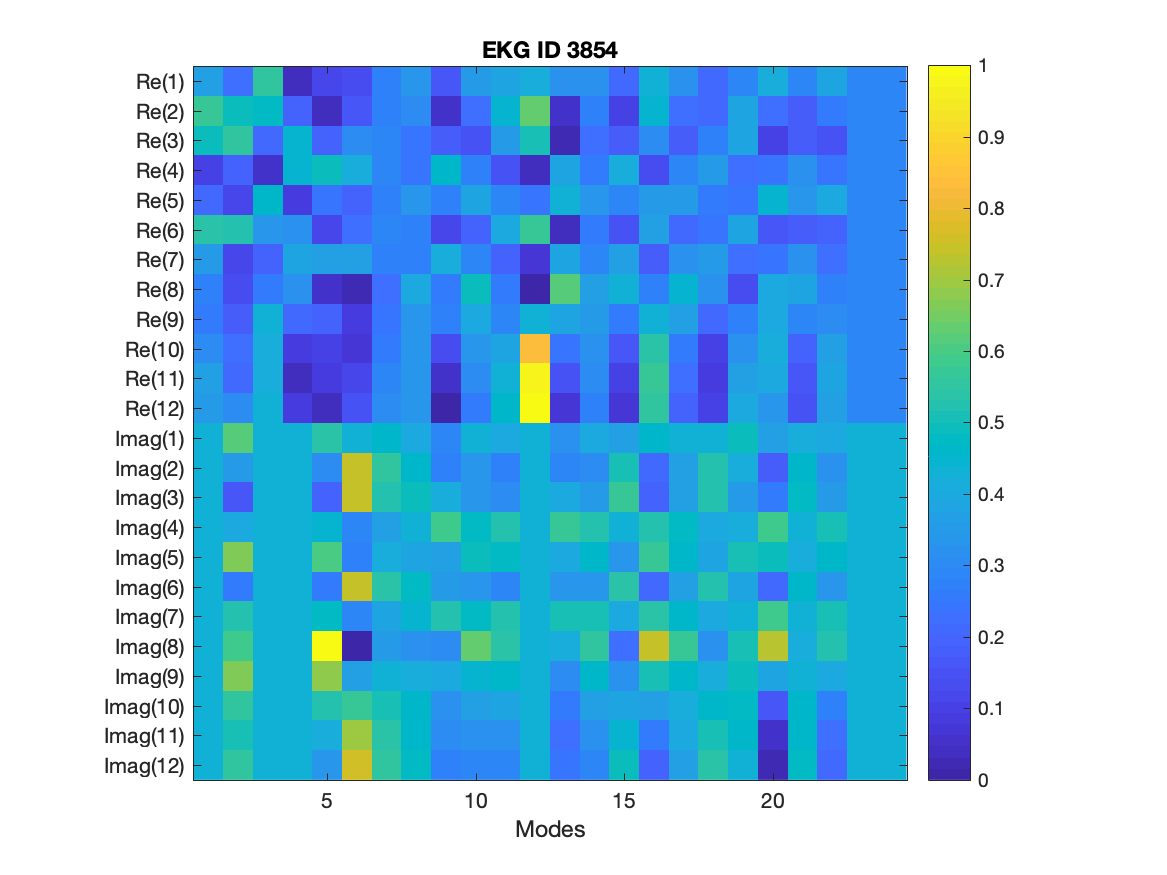 EKG ID 3854
Re(1)
Re(2)
Re(3)
Re(4)
Re(5)
Re(6)
Re(7)
Re(8)
Re(9)
Re(10)
Re(11)
Re(12)
Imag(1)
Imag(2)
Imag(3)
Imag(4)
Imag(5)
Imag(6)
Imag(7)
Imag(8)
Imag(9)
Imag(10)
Imag(11)
Imag(12)
5 10 15 20
Modes
1
0.9
0.8
0.7
0.6
0.5
0.4
0.3
0.2
0.1
0